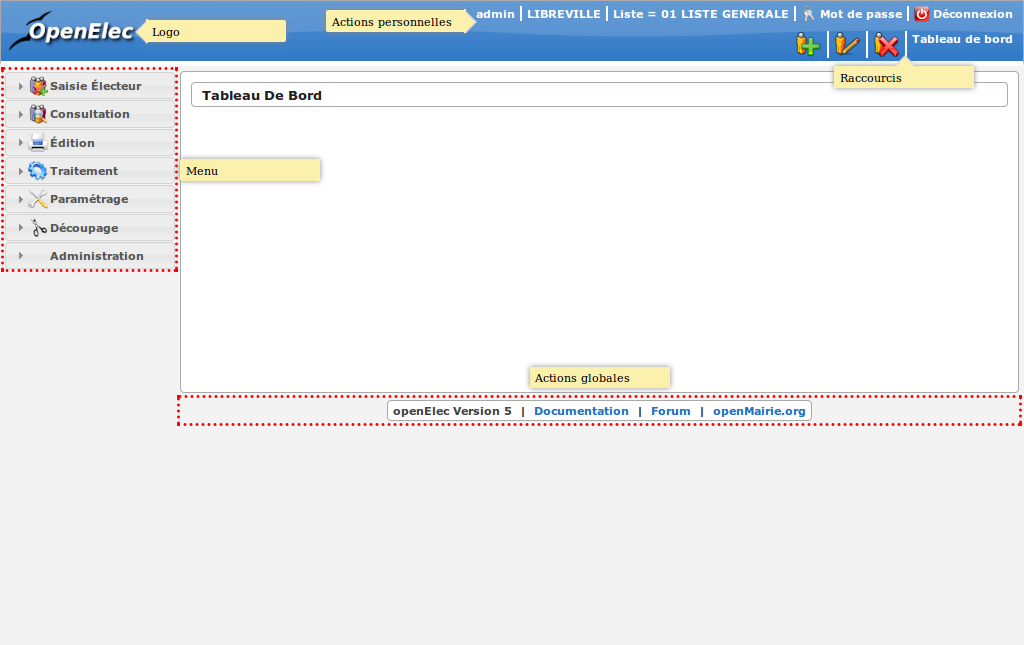 OpenElec
Logo
Actions personnelles
admin | LIBREVILLE | Liste = 01 LISTE GENERALE | Mot de passe | Déconnexion
Tableau de bord
Raccourcis
Saisie Électeur
Consultation
Édition
Traitement
Paramétrage
Découpage
Administration
Tableau De Bord
Menu
Actions globales
openElec Version 5 | Documentation | Forum | openMairie.org